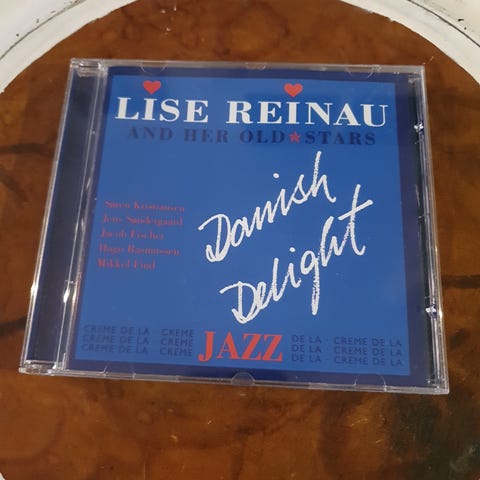 LISE REINAU
AND HER OLD★STARS
Søren Kristiansen
Jens Søndergaard
Jacob Fischer
Hugo Rasmussen
Mikkel Find
Danish
Delight
CREME DE LA - CREME DE LA - CREME DE LA
CREME DE LA CREME JAZZ DE LA - CREME DE LA
CREME DE LA - CREME DE LA - CREME DE LA